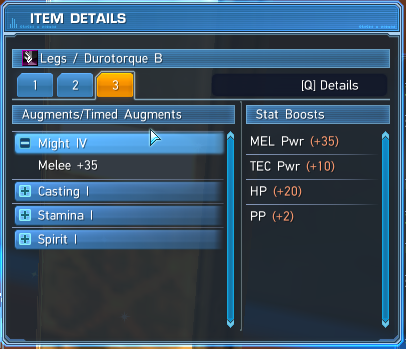 ITEM DETAILS
Legs / Durotorque B
1 2 3 [Q] Details
Augments/Timed Augments
Might IV
Melee +35
Casting I
Stamina I
Spirit I
Stat Boosts
MEL Pwr (+35)
TEC Pwr (+10)
HP (+20)
PP (+2)